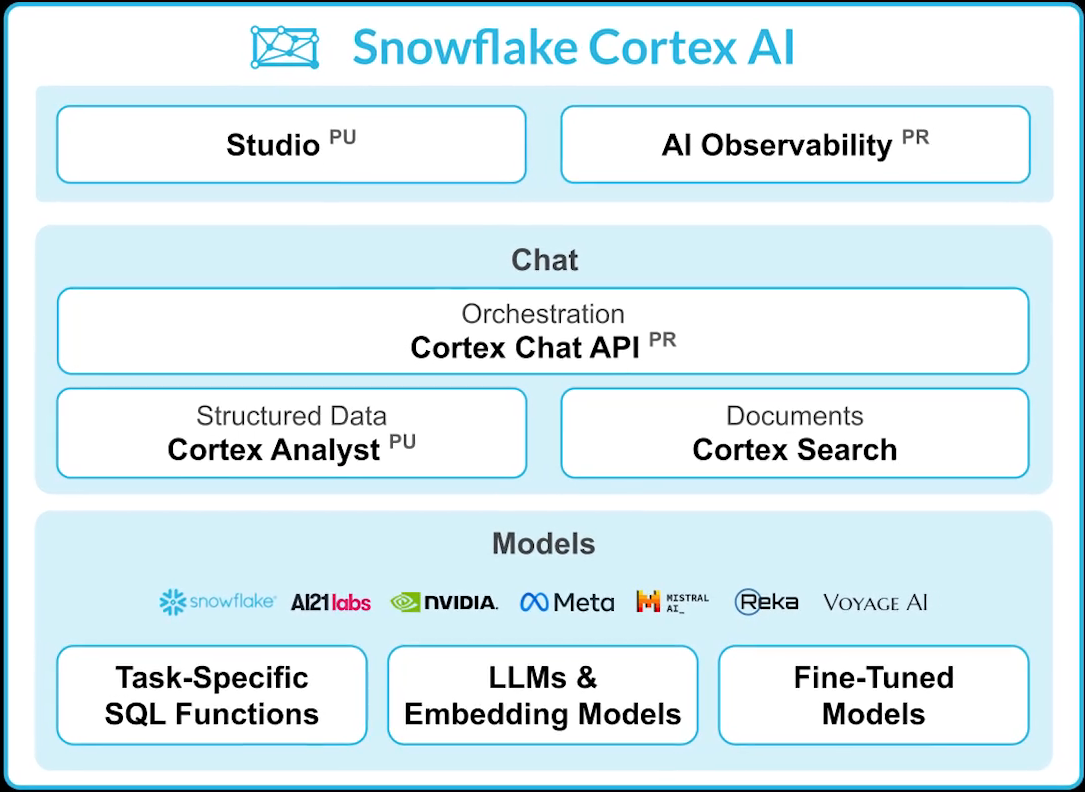 Snowflake Cortex AI
Studio PU
AI Observability PR
Chat
Orchestration
Cortex Chat API PR
Structured Data
Cortex Analyst PU
Documents
Cortex Search
Models
snowflake AI21labs NVIDIA. Meta MISTRAL AI_ Reka VOYAGE AI
Task-Specific
SQL Functions
LLMs &
Embedding Models
Fine-Tuned
Models